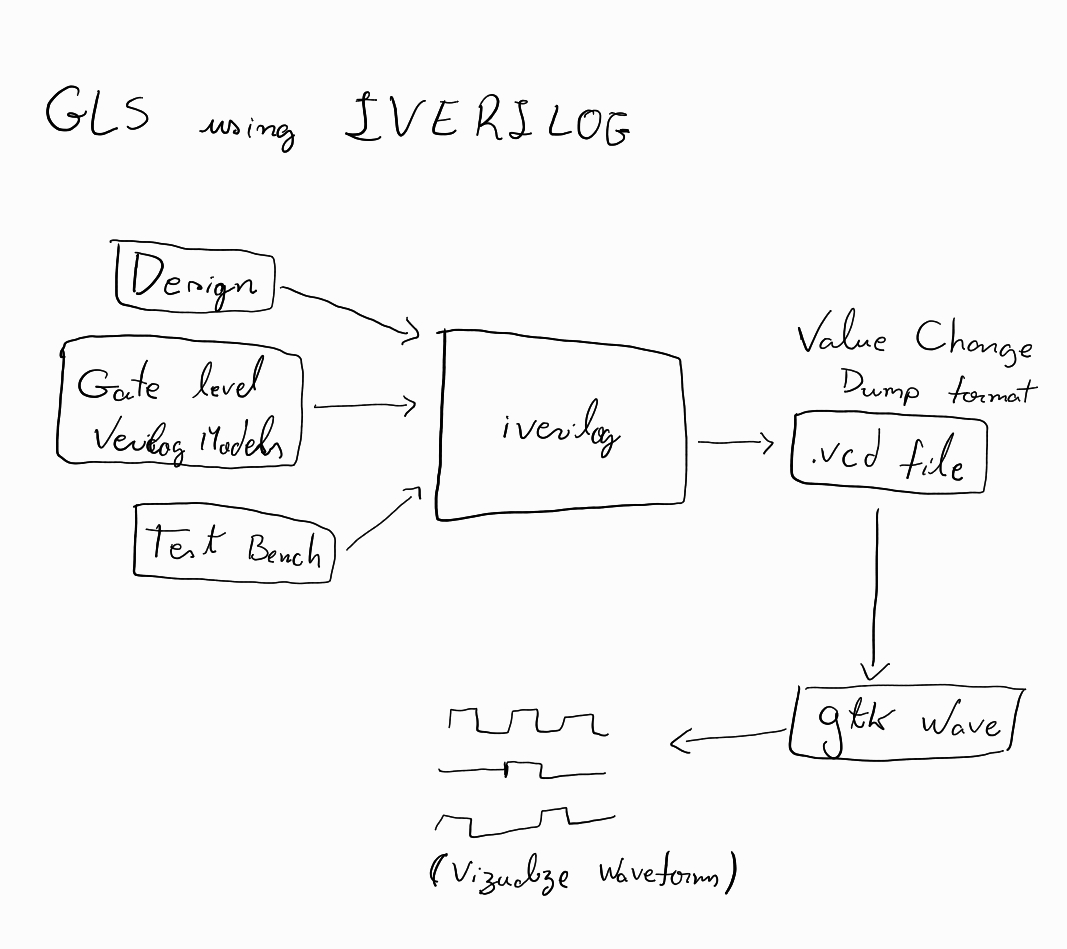 GLS using IVERILOG
Design
Gate level
Verilog Models
Test Bench
iverilog
Value Change
Dump format
.vcd file
gtk Wave
(Vizualize Waveforms)